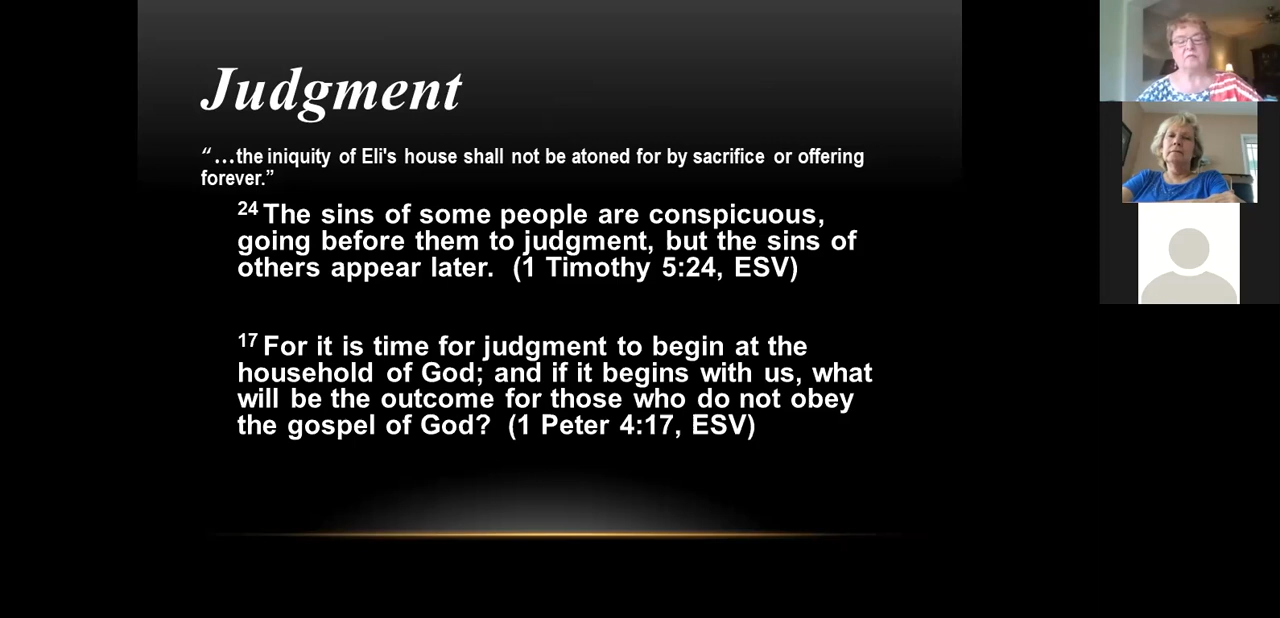 Judgment
“…the iniquity of Eli's house shall not be atoned for by sacrifice or offering
forever.”
24 The sins of some people are conspicuous,
going before them to judgment, but the sins of
others appear later. (1 Timothy 5:24, ESV)
17 For it is time for judgment to begin at the
household of God; and if it begins with us, what
will be the outcome for those who do not obey
the gospel of God? (1 Peter 4:17, ESV)